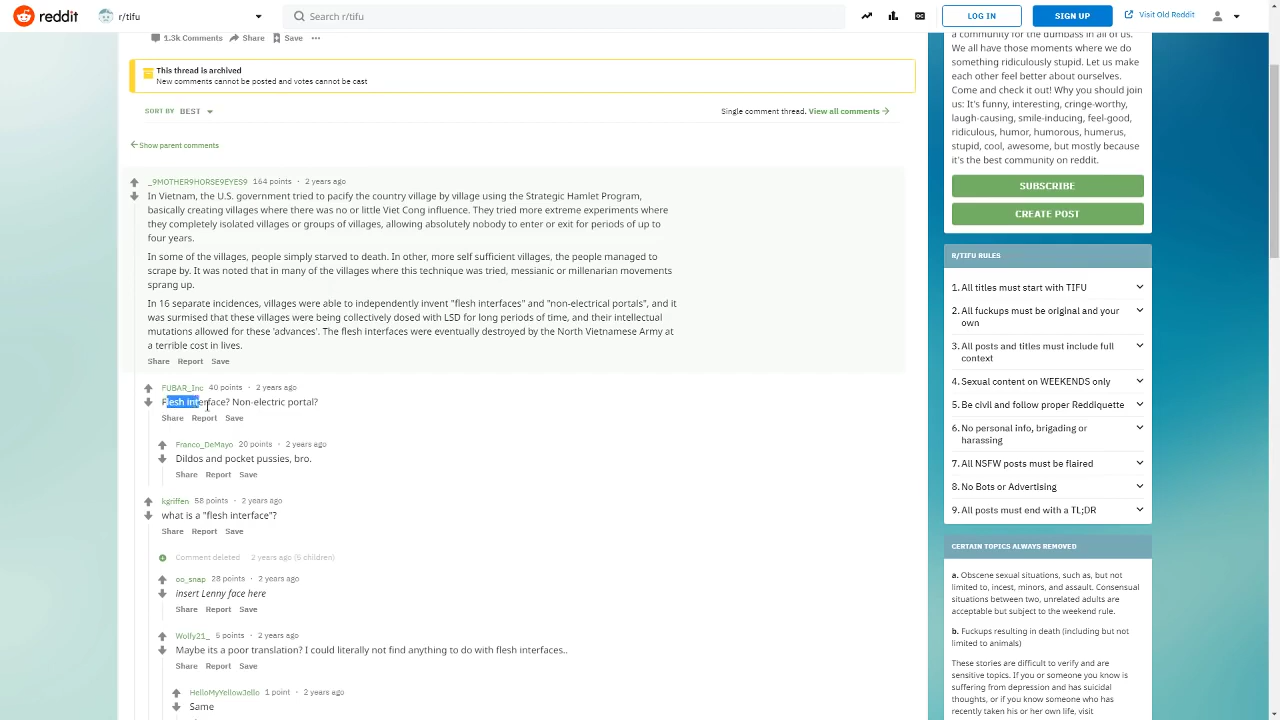 reddit
r/tifu
Search r/tifu
LOG IN
SIGN UP
Visit Old Reddit
1.3k Comments
Share
Save
This thread is archived
New comments cannot be posted and votes cannot be cast
SORT BY BEST
Single comment thread. View all comments
Show parent comments
_9MOTHER9HORSE9EYES9 164 points · 2 years ago
In Vietnam, the U.S. government tried to pacify the country village by village using the Strategic Hamlet Program,
basically creating villages where there was no or little Viet Cong influence. They tried more extreme experiments where
they completely isolated villages or groups of villages, allowing absolutely nobody to enter or exit for periods of up to
four years.
In some of the villages, people simply starved to death. In other, more self sufficient villages, the people managed to
scrape by. It was noted that in many of the villages where this technique was tried, messianic or millenarian movements
sprang up.
In 16 separate incidences, villages were able to independently invent "flesh interfaces" and "non-electrical portals", and it
was surmised that these villages were being collectively dosed with LSD for long periods of time, and their intellectual
mutations allowed for these 'advances'. The flesh interfaces were eventually destroyed by the North Vietnamese Army at
a terrible cost in lives.
Share Report Save
FUBAR_Inc 40 points · 2 years ago
Flesh interface? Non-electric portal?
Share Report Save
Franco_DeMayo 20 points · 2 years ago
Dildos and pocket pussies, bro.
Share Report Save
kgriffen 58 points · 2 years ago
what is a "flesh interface"?
Share Report Save
Comment deleted 2 years ago (5 children)
oo_snap 28 points · 2 years ago
insert Lenny face here
Share Report Save
Wolfy21_ 5 points · 2 years ago
Maybe its a poor translation? I could literally not find anything to do with flesh interfaces..
Share Report Save
HelloMyYellowJello 1 point · 2 years ago
Same
a community for the dumbass in all of us.
We all have those moments where we do
something ridiculously stupid. Let us make
each other feel better about ourselves.
Come and check it out! Why you should join
us: It's funny, interesting, cringe-worthy,
laugh-causing, smile-inducing, feel-good,
ridiculous, humor, humorous, humerus,
stupid, cool, awesome, but mostly because
it's the best community on reddit.
SUBSCRIBE
CREATE POST
R/TIFU RULES
1. All titles must start with TIFU
2. All fuckups must be original and your
own
3. All posts and titles must include full
context
4. Sexual content on WEEKENDS only
5. Be civil and follow proper Reddiquette
6. No personal info, brigading or
harassing
7. All NSFW posts must be flaired
8. No Bots or Advertising
9. All posts must end with a TL;DR
CERTAIN TOPICS ALWAYS REMOVED
a. Obscene sexual situations, such as, but not
limited to, incest, minors, and assault. Consensual
situations between two, unrelated adults are
acceptable but subject to the weekend rule.
b. Fuckups resulting in death (including but not
limited to animals)
These stories are difficult to verify and are
sensitive topics. If you or someone you know is
suffering from depression and has suicidal
thoughts, or if you know someone who has
recently taken his or her own life, visit